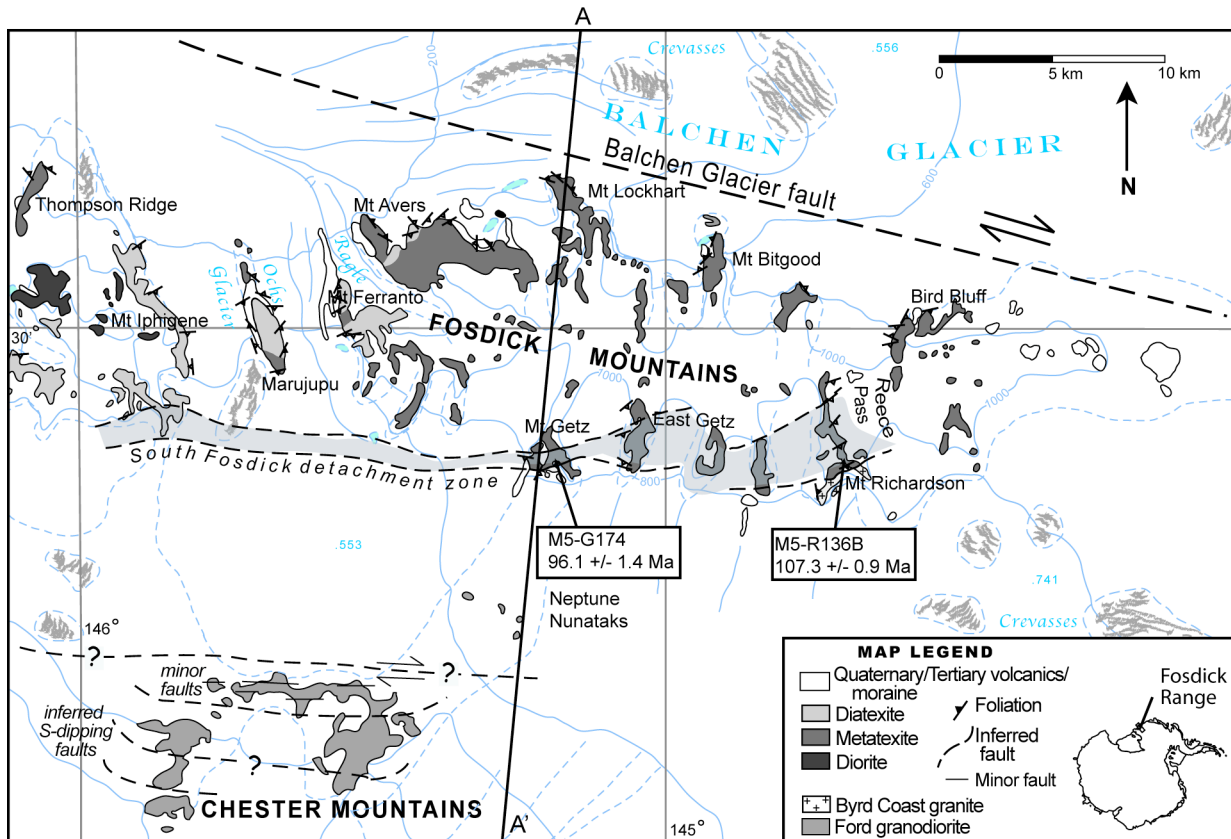 A
Crevasses
.556
200
0
5 km
10 km
BALCHEN
GLACIER
Balchen Glacier fault
600
N
Thompson Ridge
Mt Avers
Mt Lockhart
Ragle
Ochs
Glacier
Mt Bitgood
Mt Ferranto
Bird Bluff
Mt Iphigene
30'
FOSDICK
MOUNTAINS
1000
1000
1000
Marujupu
Reece
Pass
Mt Getz
East Getz
South Fosdick detachment zone
800
Mt Richardson
M5-G174
96.1 +/- 1.4 Ma
M5-R136B
107.3 +/- 0.9 Ma
.553
.741
Neptune
Nunataks
Crevasses
146°
?
?
minor
faults
inferred
S-dipping
faults
?
CHESTER MOUNTAINS
A'
145°
MAP LEGEND
Quaternary/Tertiary volcanics/
moraine
Diatexite
Metatexite
Diorite
Byrd Coast granite
Ford granodiorite
Foliation
Inferred
fault
Minor fault
Fosdick
Range